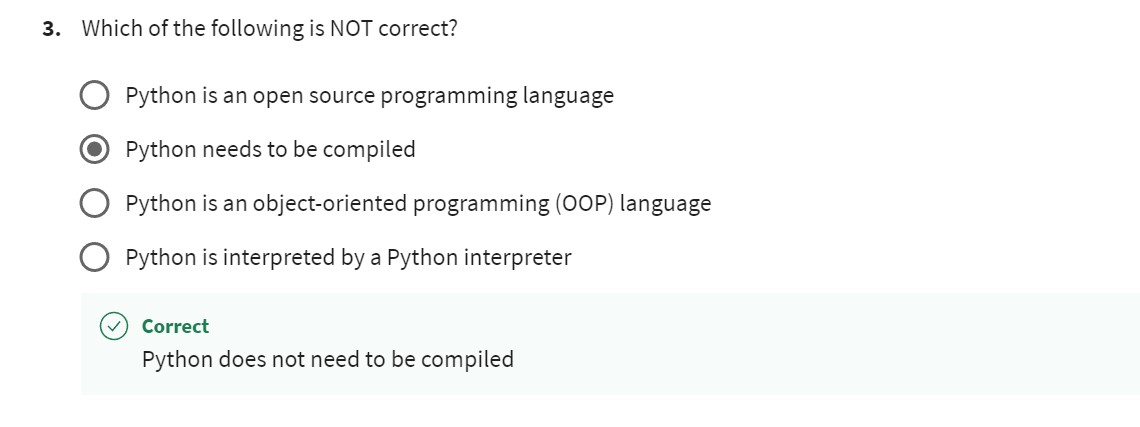 3. Which of the following is NOT correct?
Python is an open source programming language
Python needs to be compiled
Python is an object-oriented programming (OOP) language
Python is interpreted by a Python interpreter
Correct
Python does not need to be compiled